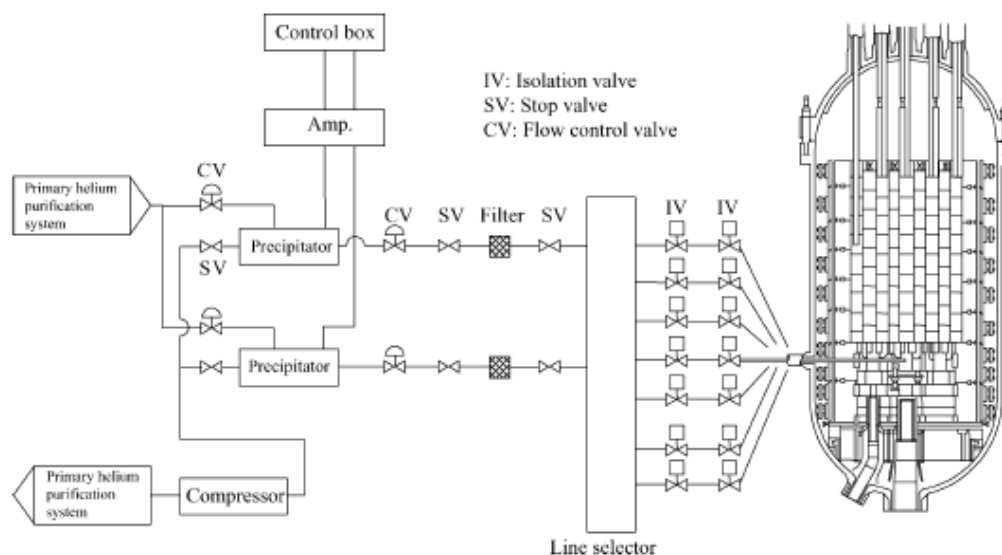 Control box
IV: Isolation valve
SV: Stop valve
Amp.
CV: Flow control valve
CV
Primary helium
purification
system
IV
IV
CV
SV
Filter
SV
Precipitator
SV
Precipitator
Primary helium
purification
system
Compressor
Line selector